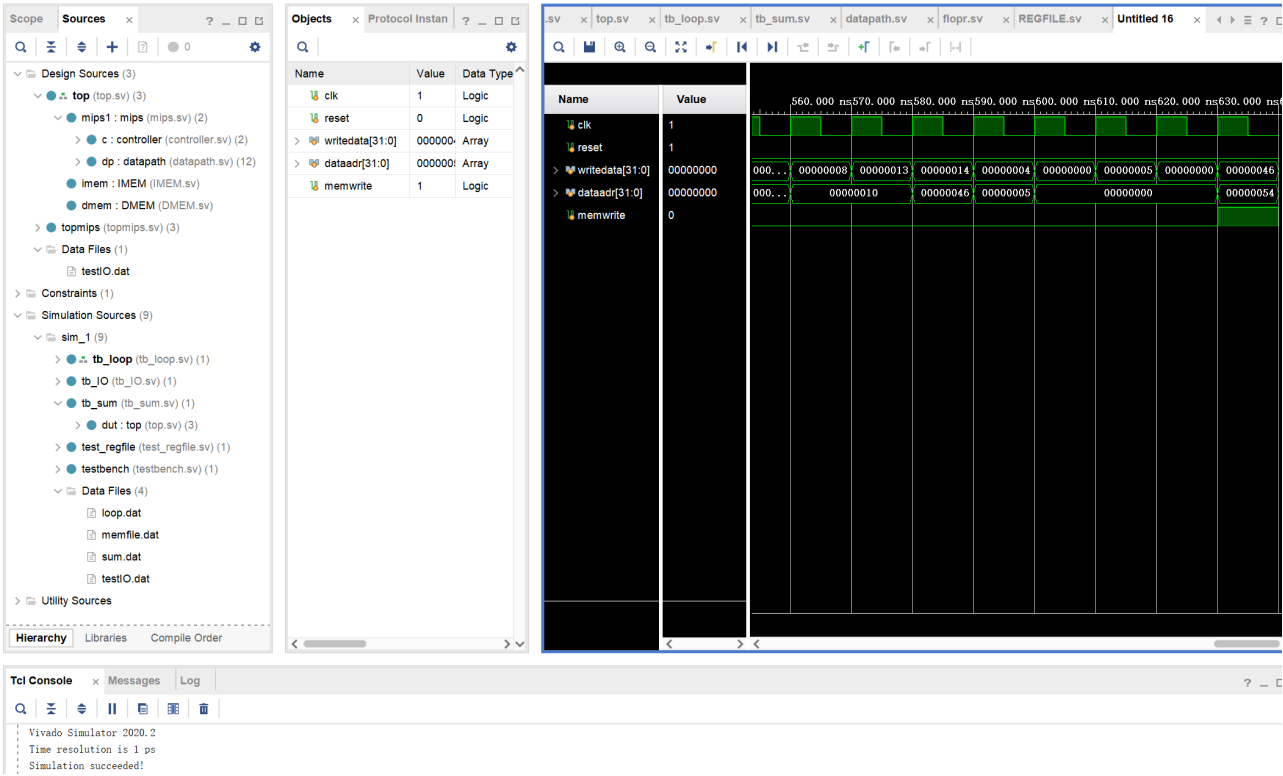 Scope Sources × ? _
0
Design Sources (3)
top (top.sv) (3)
mips1 : mips (mips.sv) (2)
c : controller (controller.sv) (2)
dp : datapath (datapath.sv) (12)
imem : IMEM (IMEM.sv)
dmem : DMEM (DMEM.sv)
topmips (topmips.sv) (3)
Data Files (1)
testIO.dat
Constraints (1)
Simulation Sources (9)
sim_1 (9)
tb_loop (tb_loop.sv) (1)
tb_IO (tb_IO.sv) (1)
tb_sum (tb_sum.sv) (1)
dut : top (top.sv) (3)
test_regfile (test_regfile.sv) (1)
testbench (testbench.sv) (1)
Data Files (4)
loop.dat
memfile.dat
sum.dat
testIO.dat
Utility Sources
Hierarchy Libraries Compile Order
Objects × Protocol Instan ? _
Name Value Data Type
clk 1 Logic
reset 0 Logic
writedata[31:0] 000000 Array
dataadr[31:0] 000000 Array
memwrite 1 Logic
.sv × top.sv × tb_loop.sv × tb_sum.sv × datapath.sv × flopr.sv × REGFILE.sv × Untitled 16 × ?
Name Value
560.000 ns 570.000 ns 580.000 ns 590.000 ns 600.000 ns 610.000 ns 620.000 ns 630.000 ns
clk 1
reset 1
writedata[31:0] 00000000 000... 00000008 00000013 00000014 00000004 00000000 00000005 00000000 00000046
dataadr[31:0] 00000000 000... 00000010 00000046 00000005 00000000 00000054
memwrite 0
Tcl Console × Messages Log ? _
Vivado Simulator 2020.2
Time resolution is 1 ps
Simulation succeeded!